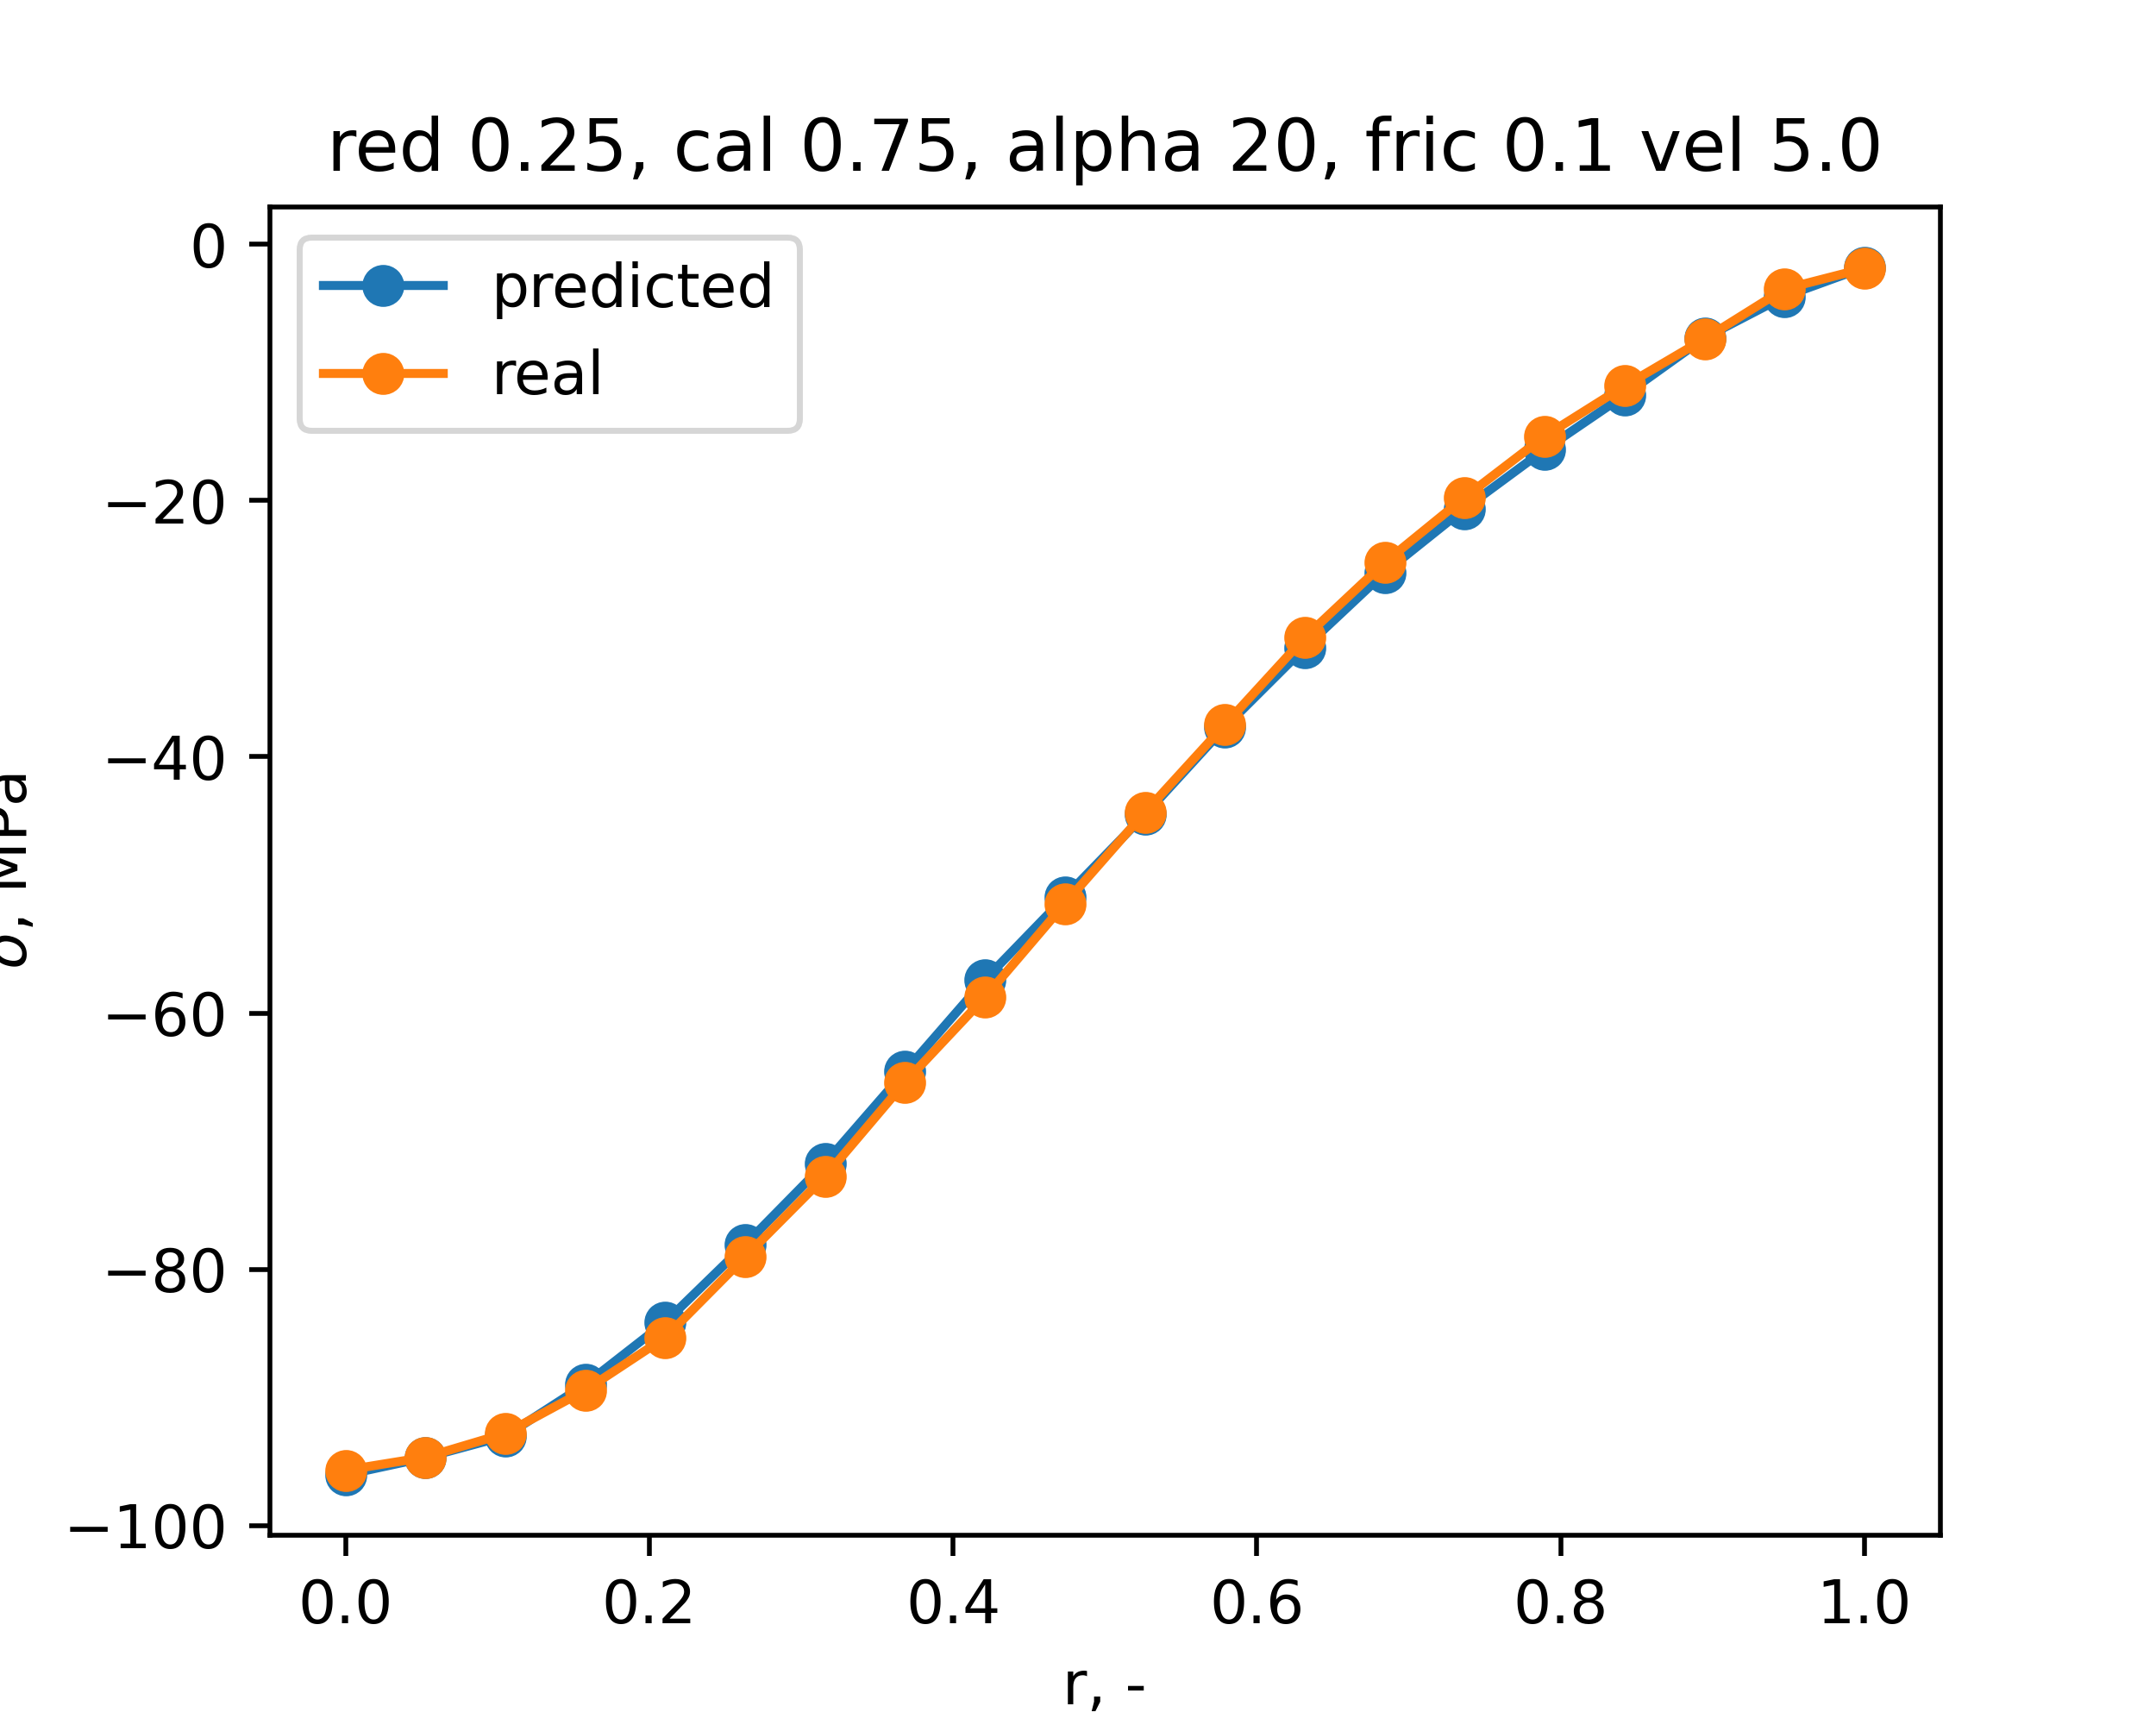 red 0.25, cal 0.75, alpha 20, fric 0.1 vel 5.0
predicted
real
0
−20
−40
−60
−80
−100
, MPa
0.0 0.2 0.4 0.6 0.8 1.0
r, -